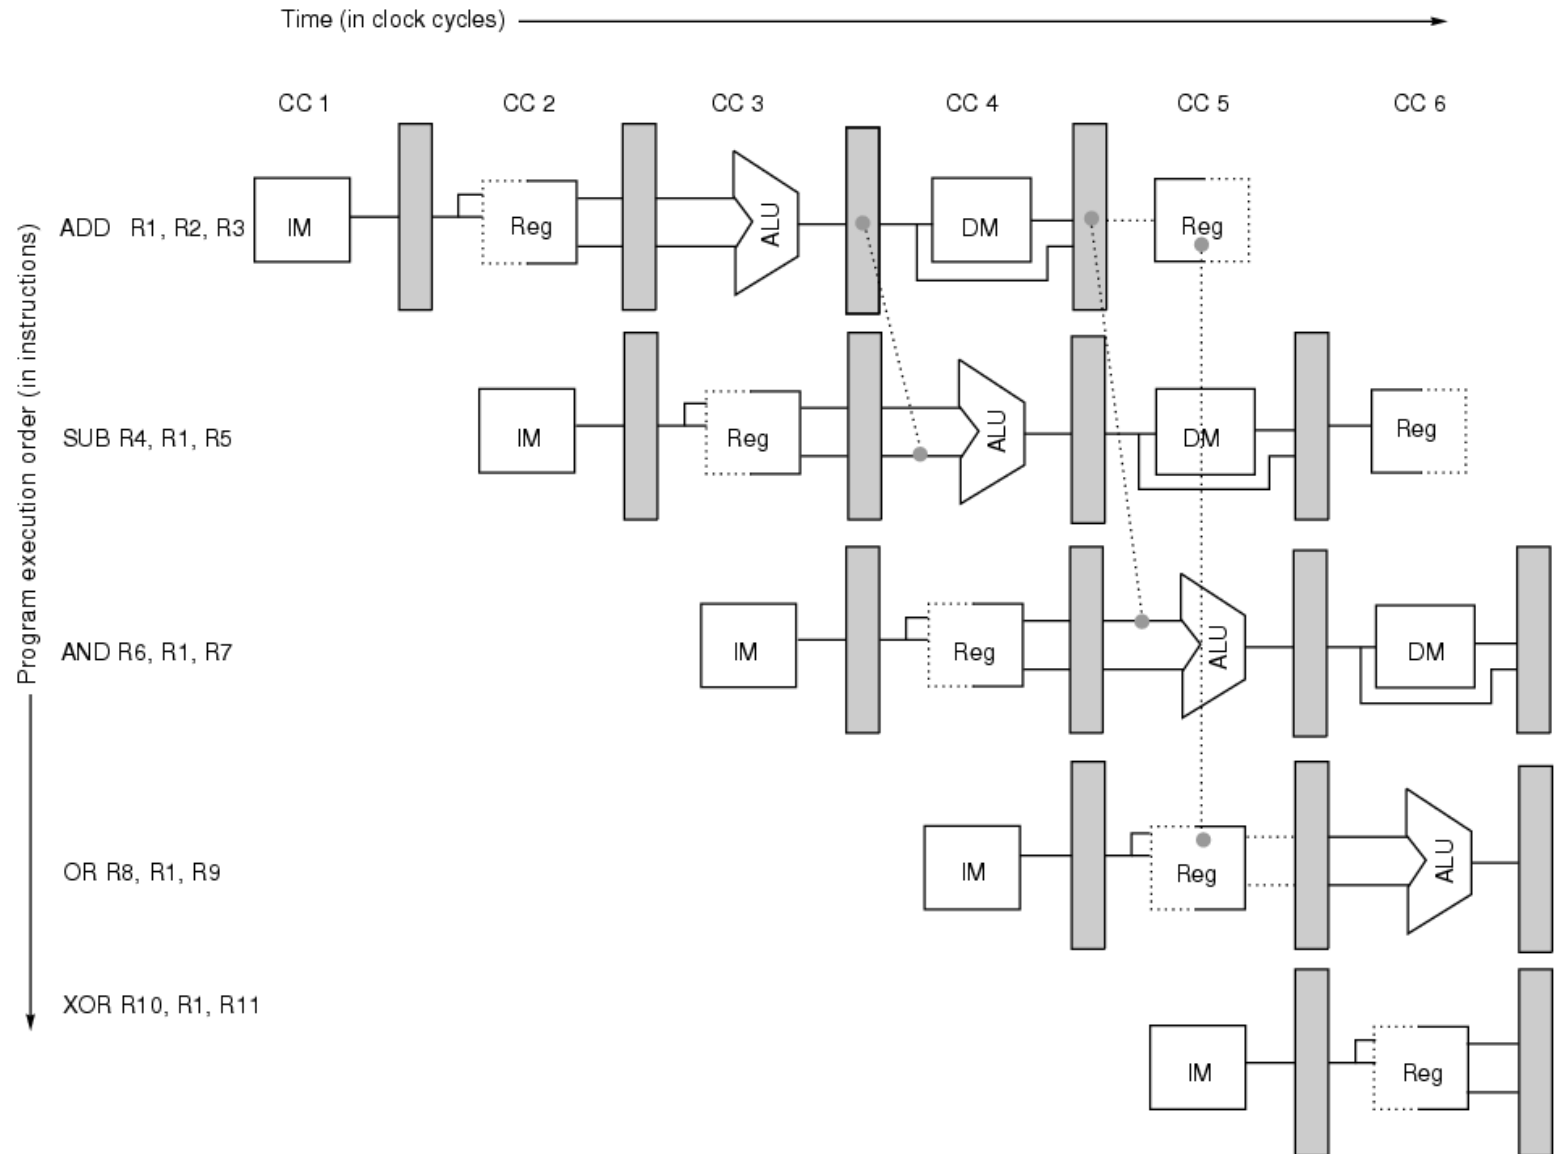 Time (in clock cycles)
CC 1 CC 2 CC 3 CC 4 CC 5 CC 6
Program execution order (in instructions)
ADD R1, R2, R3 IM Reg ALU DM Reg
SUB R4, R1, R5 IM Reg ALU DM Reg
AND R6, R1, R7 IM Reg ALU DM
OR R8, R1, R9 IM Reg ALU
XOR R10, R1, R11
IM Reg